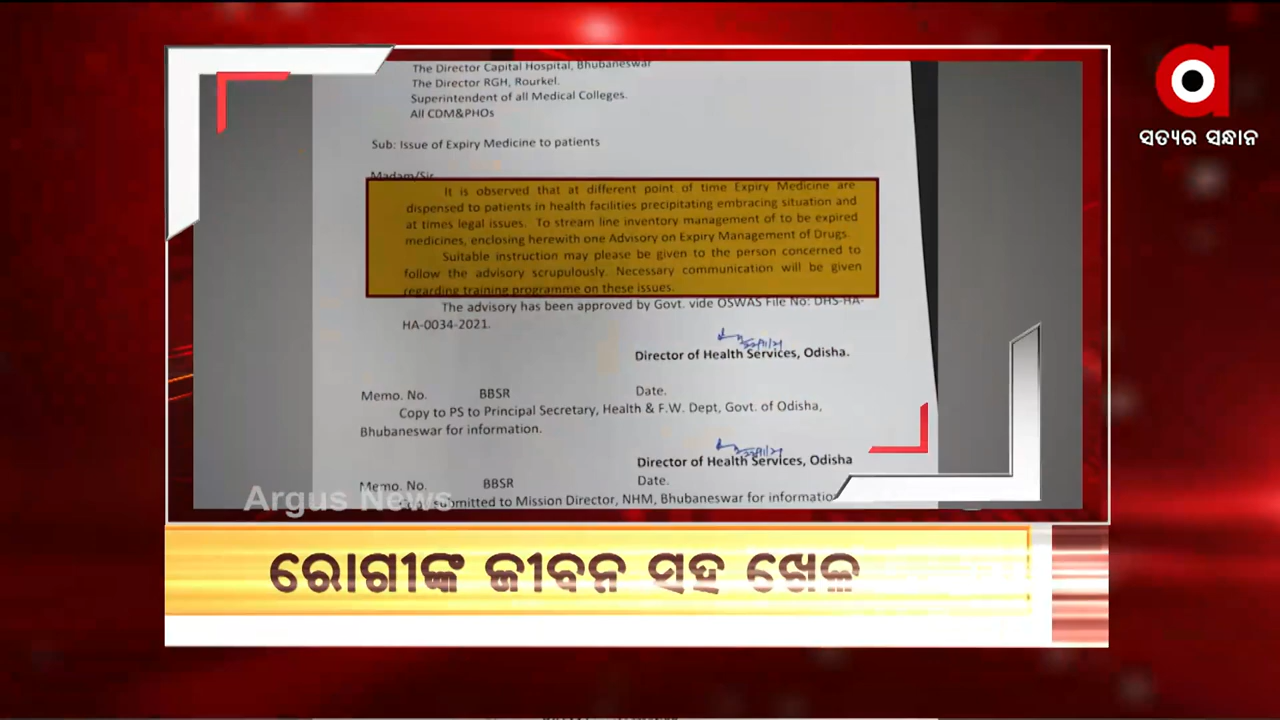 The Director Capital Hospital, Bhubaneswar
The Director RGH, Rourkel.
Superintendent of all Medical Colleges.
All CDM&PHOs
Sub: Issue of Expiry Medicine to patients
Madam/Sir
It is observed that at different point of time Expiry Medicine are
dispensed to patients in health facilities precipitating embracing situation and
at times legal issues. To stream line inventory management of to be expired
medicines, enclosing herewith one Advisory on Expiry Management of Drugs.
Suitable instruction may please be given to the person concerned to
follow the advisory scrupulously. Necessary communication will be given
regarding training programme on these issues.
The advisory has been approved by Govt. vide OSWAS File No: DHS-HA-
HA-0034-2021.
Director of Health Services, Odisha.
Memo. No. BBSR Date.
Copy to PS to Principal Secretary, Health & F.W. Dept, Govt. of Odisha,
Bhubaneswar for information.
Director of Health Services, Odisha
Memo. No. BBSR Date.
Copy submitted to Mission Director, NHM, Bhubaneswar for information
Argus News
ସତ୍ୟର ସନ୍ଧାନ
ରୋଗୀଙ୍କ ଜୀବନ ସହ ଖେଳ